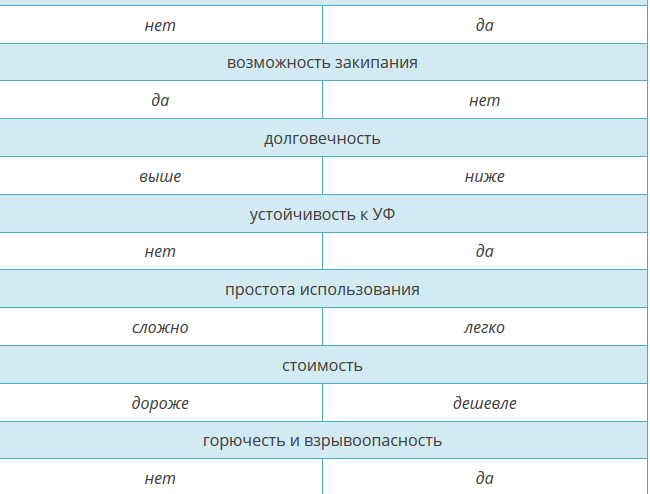 нет да
возможность закипания
да нет
долговечность
выше ниже
устойчивость к УФ
нет да
простота использования
сложно легко
стоимость
дороже дешевле
горючесть и взрывоопасность
нет да